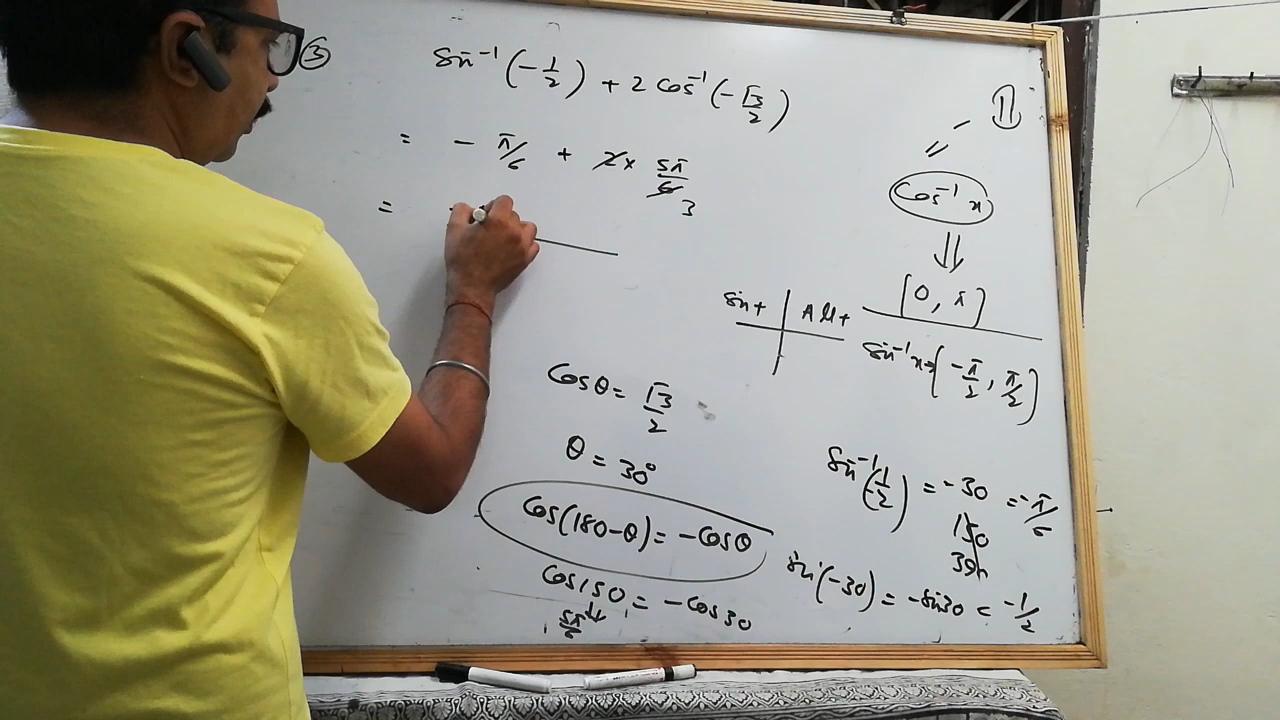 ③ sin⁻¹(-1/2) + 2 cos⁻¹(-√3/2)
= - π/6 + 2 × 5π/6 3
= -
11
cos⁻¹ x
⇓
[0, π]
sin + | All +
sin⁻¹x → [-π/2, π/2]
cosθ = √3/2
θ = 30°
cos(180-θ) = -cosθ
cos150 = -cos30
5π/6
sin⁻¹(-1/2) = -30 = -π/6
150
sin(-30) = -sin30 = -1/2